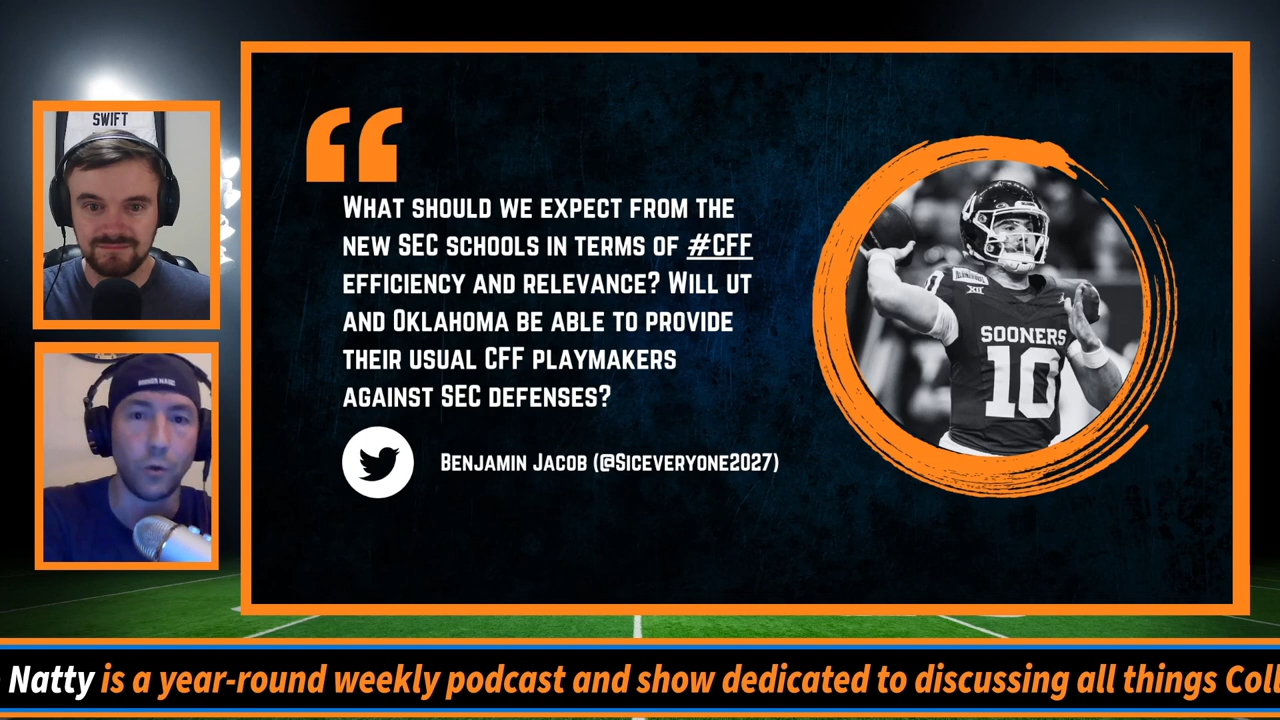 SWIFT
WHAT SHOULD WE EXPECT FROM THE
NEW SEC SCHOOLS IN TERMS OF #CFF
EFFICIENCY AND RELEVANCE? WILL UT
AND OKLAHOMA BE ABLE TO PROVIDE
THEIR USUAL CFF PLAYMAKERS
AGAINST SEC DEFENSES?
BENJAMIN JACOB (@SICEVERYONE2027)
XII
SOONERS
10
Natty is a year-round weekly podcast and show dedicated to discussing all things Coll